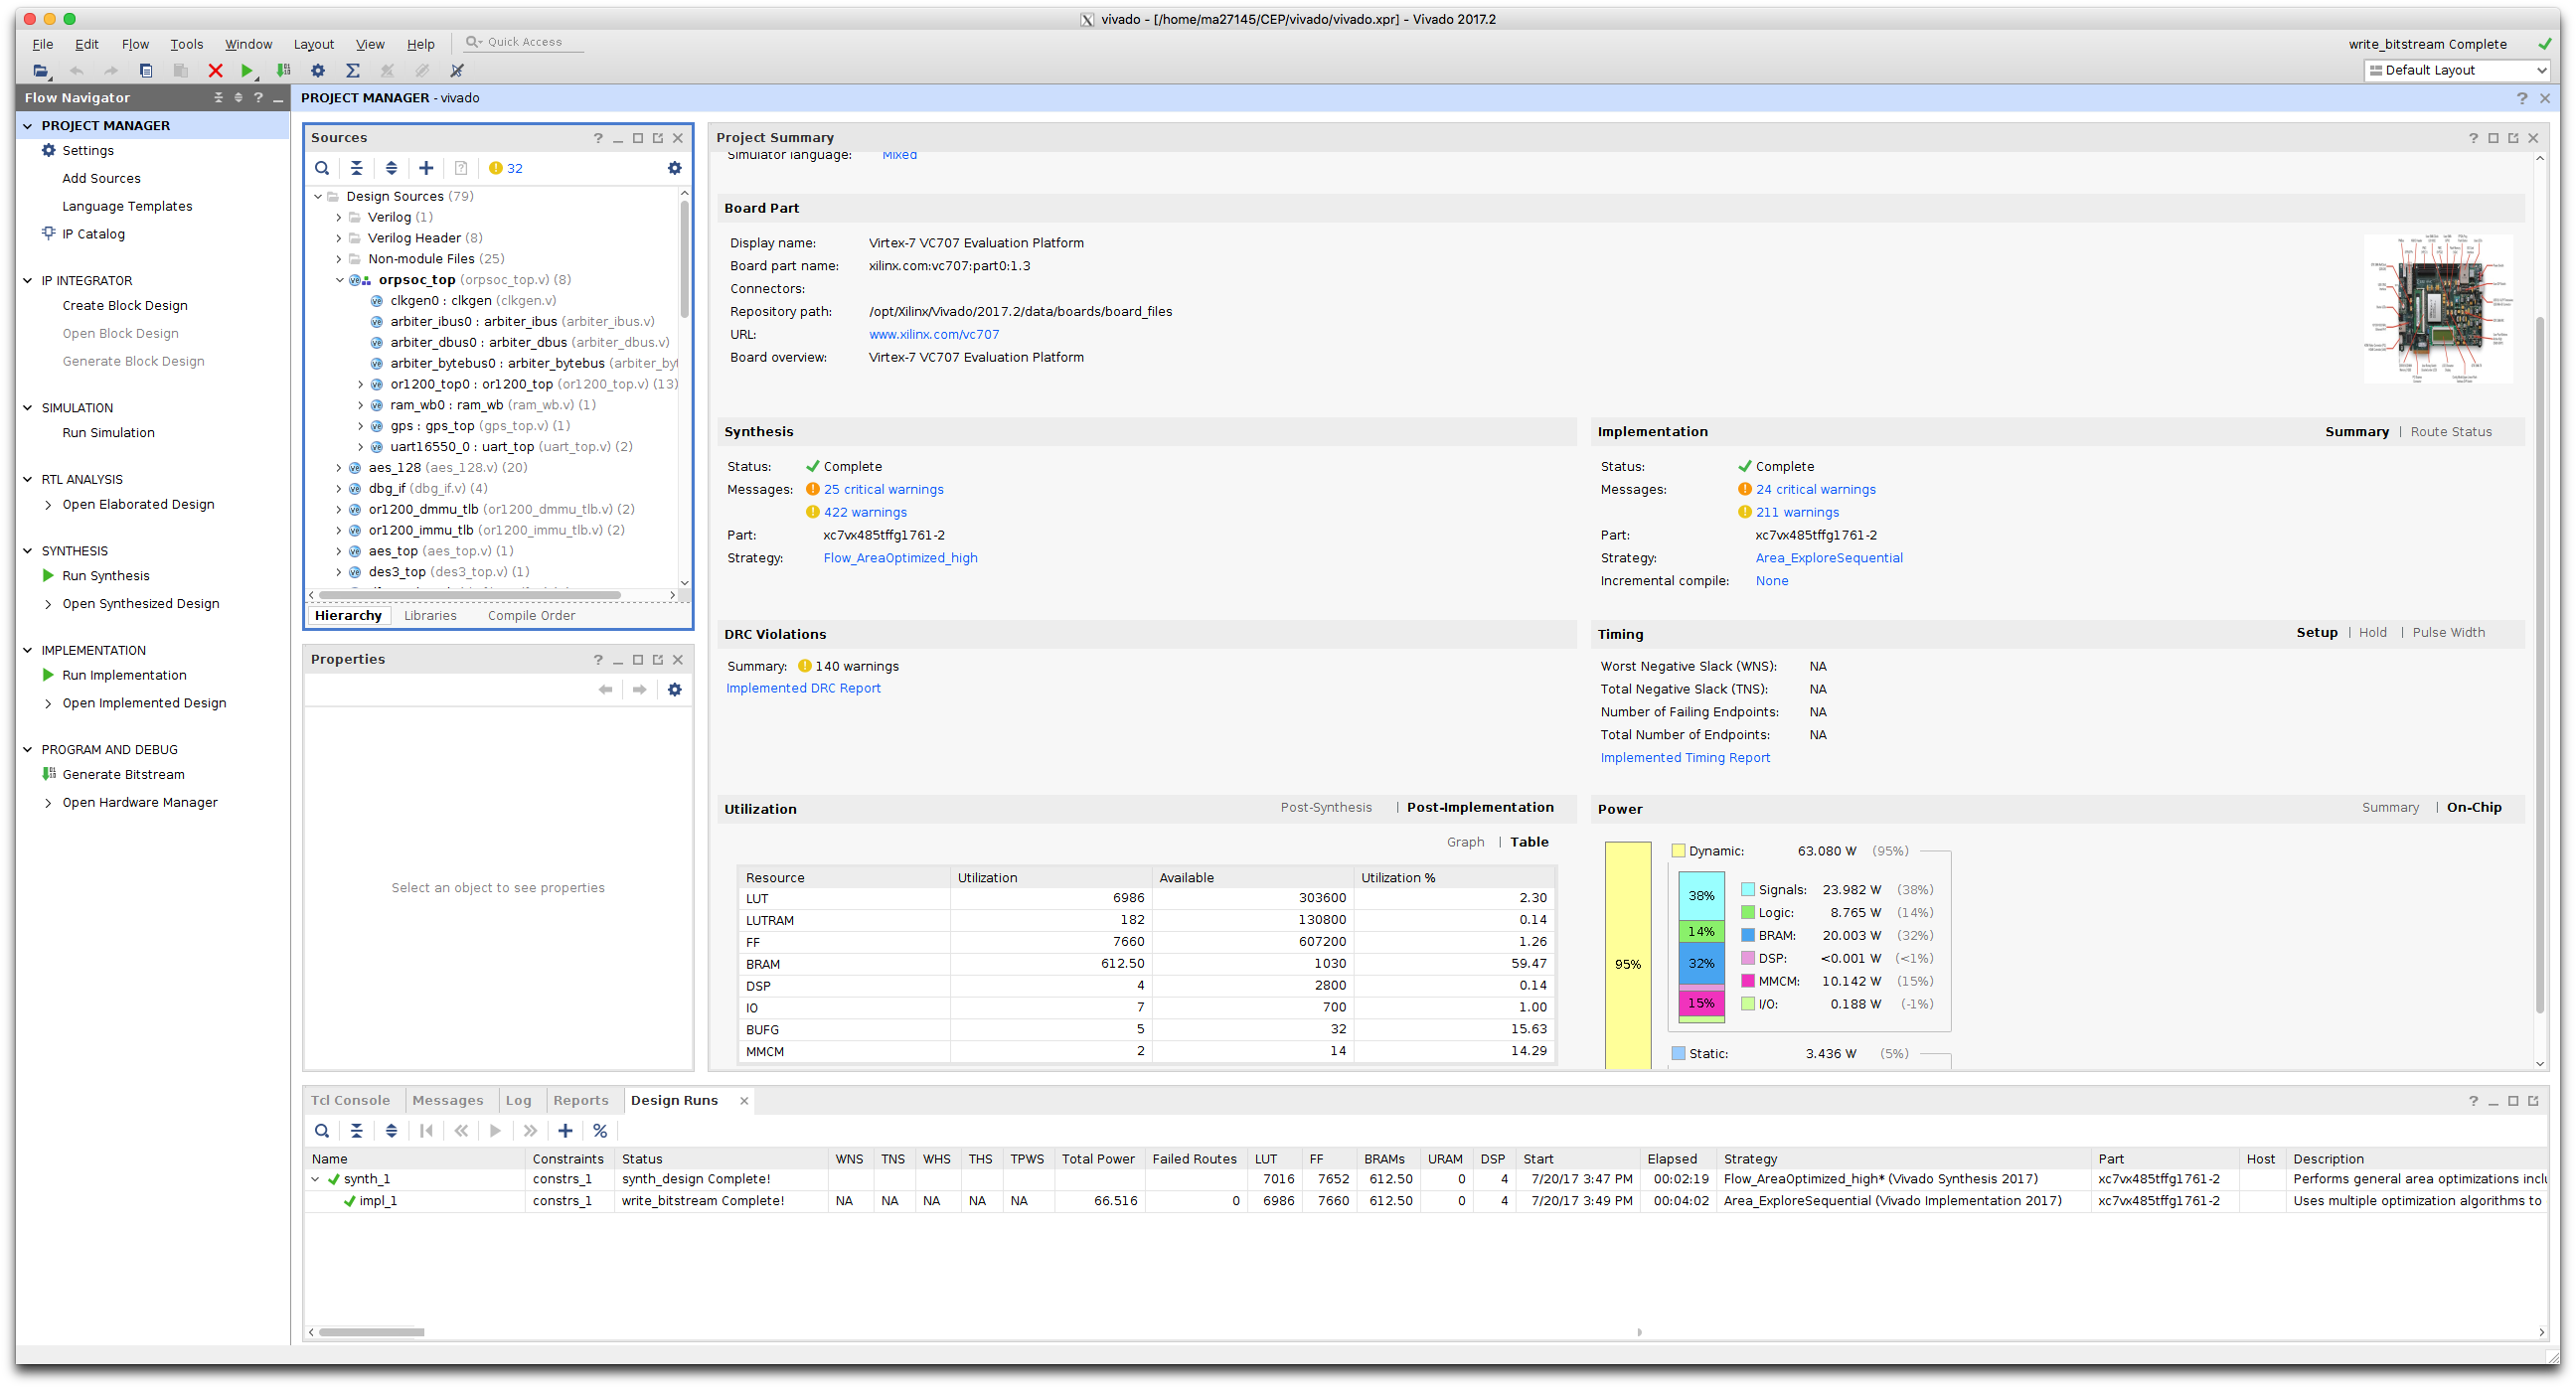 vivado - [/home/ma27145/CEP/vivado/vivado.xpr] - Vivado 2017.2
File Edit Flow Tools Window Layout View Help Quick Access
write_bitstream Complete
Default Layout
Flow Navigator
PROJECT MANAGER - vivado
PROJECT MANAGER
Settings
Add Sources
Language Templates
IP Catalog
IP INTEGRATOR
Create Block Design
Open Block Design
Generate Block Design
SIMULATION
Run Simulation
RTL ANALYSIS
Open Elaborated Design
SYNTHESIS
Run Synthesis
Open Synthesized Design
IMPLEMENTATION
Run Implementation
Open Implemented Design
PROGRAM AND DEBUG
Generate Bitstream
Open Hardware Manager
Sources
32
Design Sources (79)
Verilog (1)
Verilog Header (8)
Non-module Files (25)
orpsoc_top (orpsoc_top.v) (8)
clkgen0 : clkgen (clkgen.v)
arbiter_ibus0 : arbiter_ibus (arbiter_ibus.v)
arbiter_dbus0 : arbiter_dbus (arbiter_dbus.v)
arbiter_bytebus0 : arbiter_bytebus (arbiter_byt
or1200_top0 : or1200_top (or1200_top.v) (13)
ram_wb0 : ram_wb (ram_wb.v) (1)
gps : gps_top (gps_top.v) (1)
uart16550_0 : uart_top (uart_top.v) (2)
aes_128 (aes_128.v) (20)
dbg_if (dbg_if.v) (4)
or1200_dmmu_tlb (or1200_dmmu_tlb.v) (2)
or1200_immu_tlb (or1200_immu_tlb.v) (2)
aes_top (aes_top.v) (1)
des3_top (des3_top.v) (1)
Hierarchy Libraries Compile Order
Properties
Select an object to see properties
Project Summary
Simulator language: Mixed
Board Part
Display name: Virtex-7 VC707 Evaluation Platform
Board part name: xilinx.com:vc707:part0:1.3
Connectors:
Repository path: /opt/Xilinx/Vivado/2017.2/data/boards/board_files
URL: www.xilinx.com/vc707
Board overview: Virtex-7 VC707 Evaluation Platform
Synthesis
Status: Complete
Messages: 25 critical warnings
422 warnings
Part: xc7vx485tffg1761-2
Strategy: Flow_AreaOptimized_high
Implementation Summary | Route Status
Status: Complete
Messages: 24 critical warnings
211 warnings
Part: xc7vx485tffg1761-2
Strategy: Area_ExploreSequential
Incremental compile: None
DRC Violations
Summary: 140 warnings
Implemented DRC Report
Timing Setup | Hold | Pulse Width
Worst Negative Slack (WNS): NA
Total Negative Slack (TNS): NA
Number of Failing Endpoints: NA
Total Number of Endpoints: NA
Implemented Timing Report
Utilization Post-Synthesis | Post-Implementation
Graph | Table
Resource Utilization Available Utilization %
LUT 6986 303600 2.30
LUTRAM 182 130800 0.14
FF 7660 607200 1.26
BRAM 612.50 1030 59.47
DSP 4 2800 0.14
IO 7 700 1.00
BUFG 5 32 15.63
MMCM 2 14 14.29
Power Summary | On-Chip
95%
Dynamic: 63.080 W (95%)
38% Signals: 23.982 W (38%)
14% Logic: 8.765 W (14%)
32% BRAM: 20.003 W (32%)
DSP: <0.001 W (<1%)
15% MMCM: 10.142 W (15%)
I/O: 0.188 W (-1%)
Static: 3.436 W (5%)
Tcl Console Messages Log Reports Design Runs
Name Constraints Status WNS TNS WHS THS TPWS Total Power Failed Routes LUT FF BRAMs URAM DSP Start Elapsed Strategy Part Host Description
synth_1 constrs_1 synth_design Complete! 7016 7652 612.50 0 4 7/20/17 3:47 PM 00:02:19 Flow_AreaOptimized_high* (Vivado Synthesis 2017) xc7vx485tffg1761-2 Performs general area optimizations inclu
impl_1 constrs_1 write_bitstream Complete! NA NA NA NA NA 66.516 0 6986 7660 612.50 0 4 7/20/17 3:49 PM 00:04:02 Area_ExploreSequential (Vivado Implementation 2017) xc7vx485tffg1761-2 Uses multiple optimization algorithms to